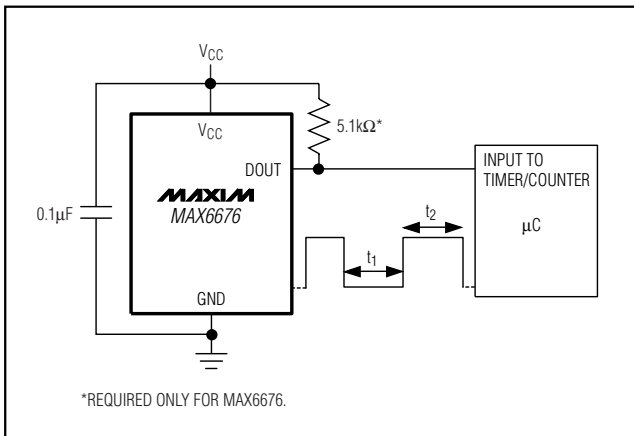 VCC
VCC
5.1kΩ*
DOUT
INPUT TO
TIMER/COUNTER
MAXIM
MAX6676
0.1μF
t2
μC
t1
GND
*REQUIRED ONLY FOR MAX6676.